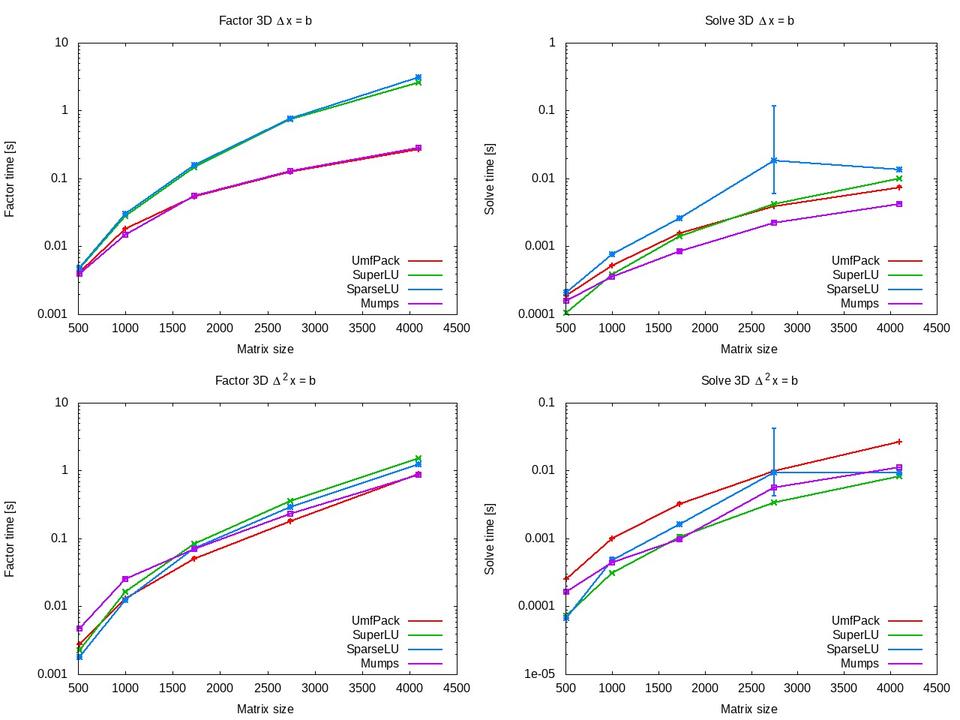 Factor 3D Δ x = b
10
1
0.1
0.01
0.001
Factor time [s]
UmfPack
SuperLU
SparseLU
Mumps
500 1000 1500 2000 2500 3000 3500 4000 4500
Matrix size
Solve 3D Δ x = b
1
0.1
0.01
0.001
0.0001
Solve time [s]
UmfPack
SuperLU
SparseLU
Mumps
500 1000 1500 2000 2500 3000 3500 4000 4500
Matrix size
Factor 3D Δ² x = b
10
1
0.1
0.01
0.001
Factor time [s]
UmfPack
SuperLU
SparseLU
Mumps
500 1000 1500 2000 2500 3000 3500 4000 4500
Matrix size
Solve 3D Δ² x = b
0.1
0.01
0.001
0.0001
1e-05
Solve time [s]
UmfPack
SuperLU
SparseLU
Mumps
500 1000 1500 2000 2500 3000 3500 4000 4500
Matrix size